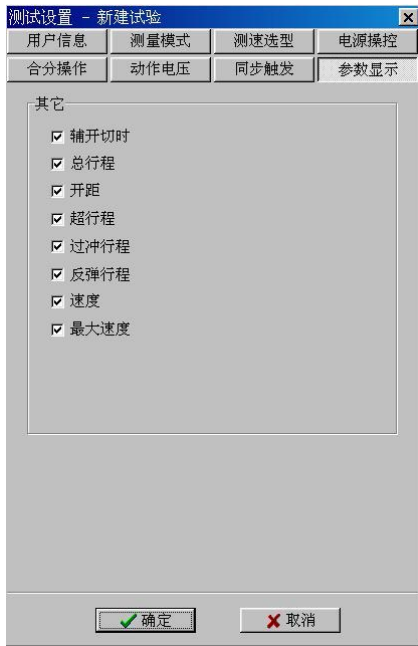 测试设置 - 新建试验
用户信息 测量模式 测速选型 电源操控
合分操作 动作电压 同步触发 参数显示
其它
辅开切时
总行程
开距
超行程
过冲行程
反弹行程
速度
最大速度
确定 取消